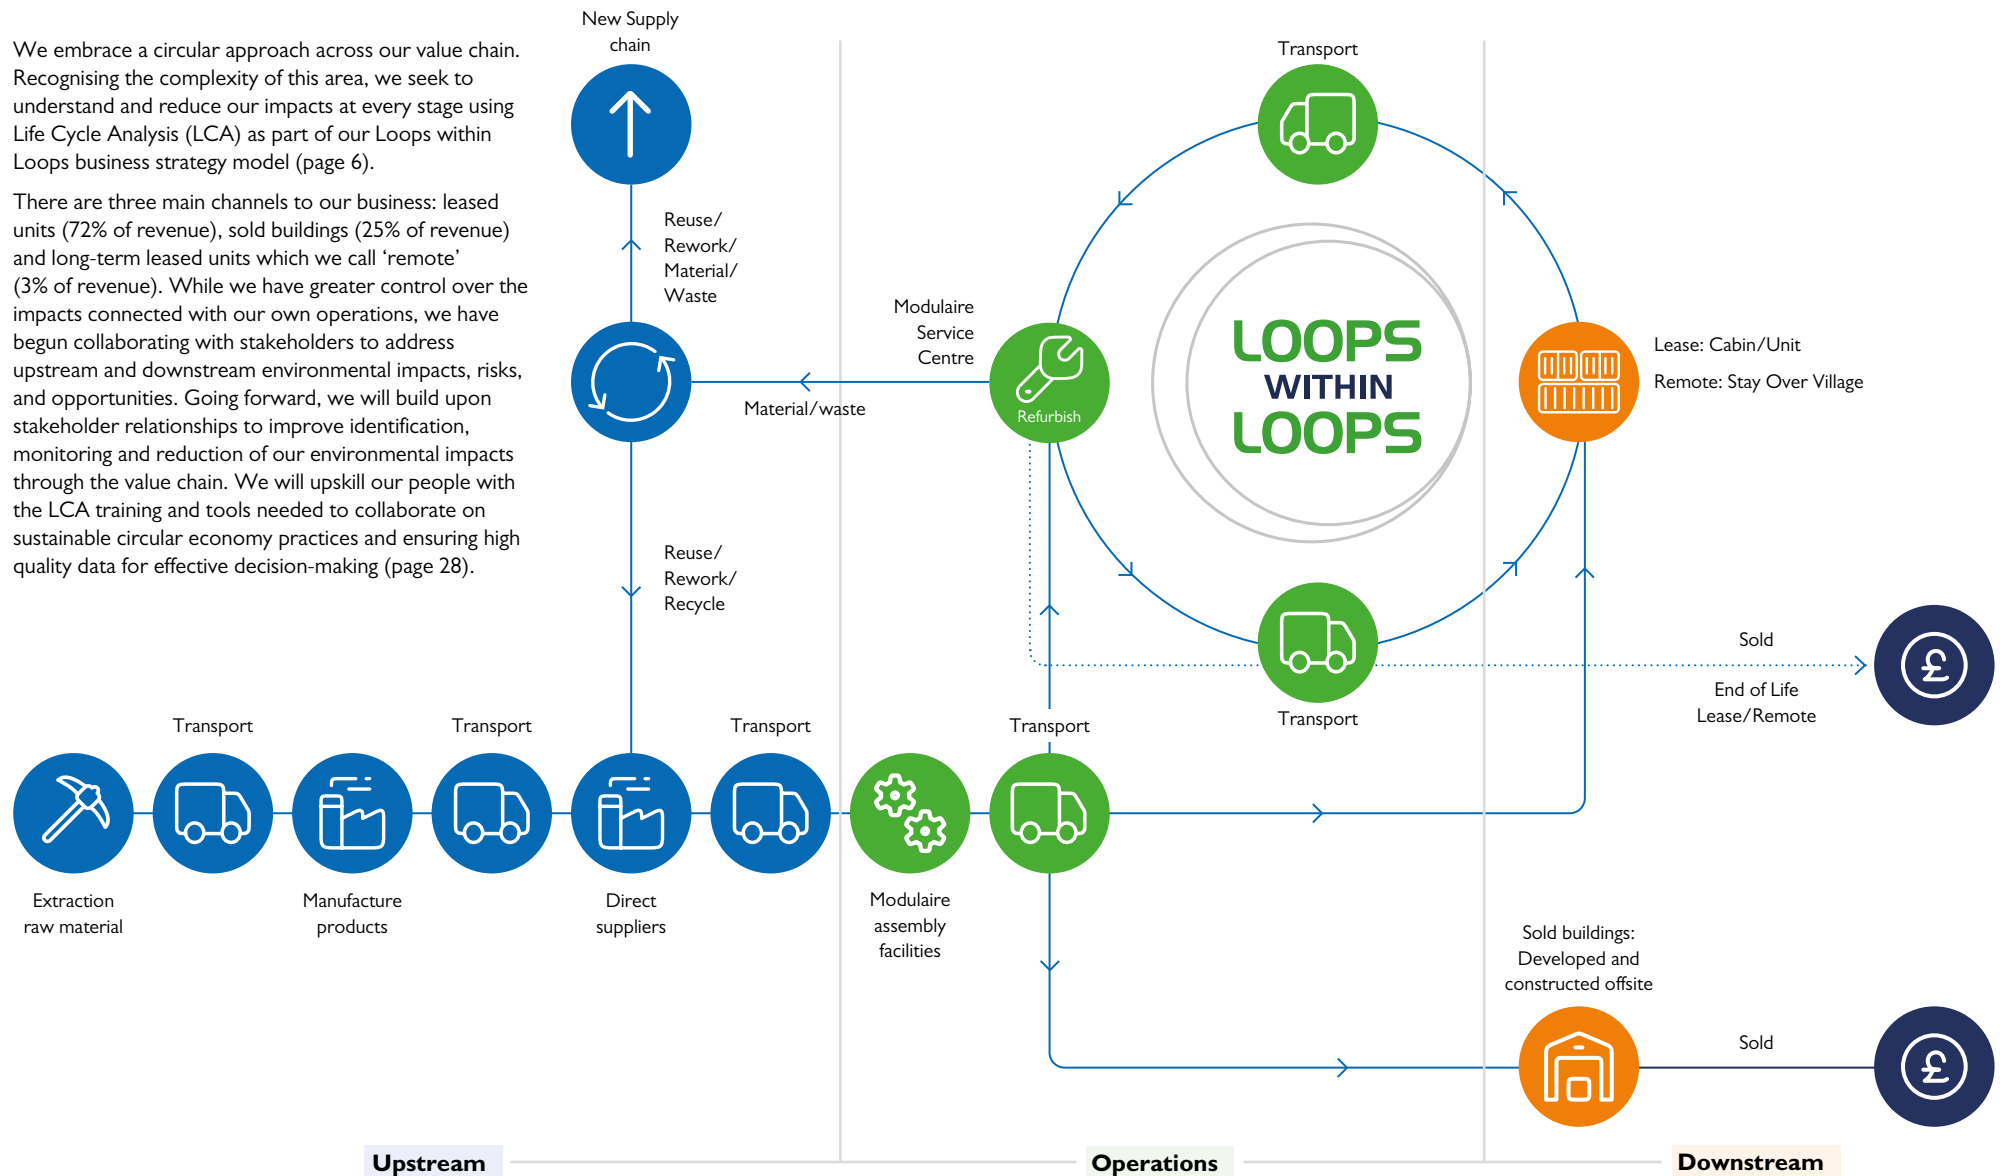 We embrace a circular approach across our value chain.
Recognising the complexity of this area, we seek to
understand and reduce our impacts at every stage using
Life Cycle Analysis (LCA) as part of our Loops within
Loops business strategy model (page 6).
There are three main channels to our business: leased
units (72% of revenue), sold buildings (25% of revenue)
and long-term leased units which we call ‘remote’
(3% of revenue). While we have greater control over the
impacts connected with our own operations, we have
begun collaborating with stakeholders to address
upstream and downstream environmental impacts, risks,
and opportunities. Going forward, we will build upon
stakeholder relationships to improve identification,
monitoring and reduction of our environmental impacts
through the value chain. We will upskill our people with
the LCA training and tools needed to collaborate on
sustainable circular economy practices and ensuring high
quality data for effective decision-making (page 28).
New Supply
chain
Reuse/
Rework/
Material/
Waste
Material/waste
Reuse/
Rework/
Recycle
Modulaire
Service
Centre
Refurbish
Transport
LOOPS
WITHIN
LOOPS
Transport
Lease: Cabin/Unit
Remote: Stay Over Village
Sold
£
End of Life
Lease/Remote
Transport
Transport
Transport
Transport
Extraction
raw material
Manufacture
products
Direct
suppliers
Modulaire
assembly
facilities
Sold buildings:
Developed and
constructed offsite
Sold
£
Upstream
Operations
Downstream